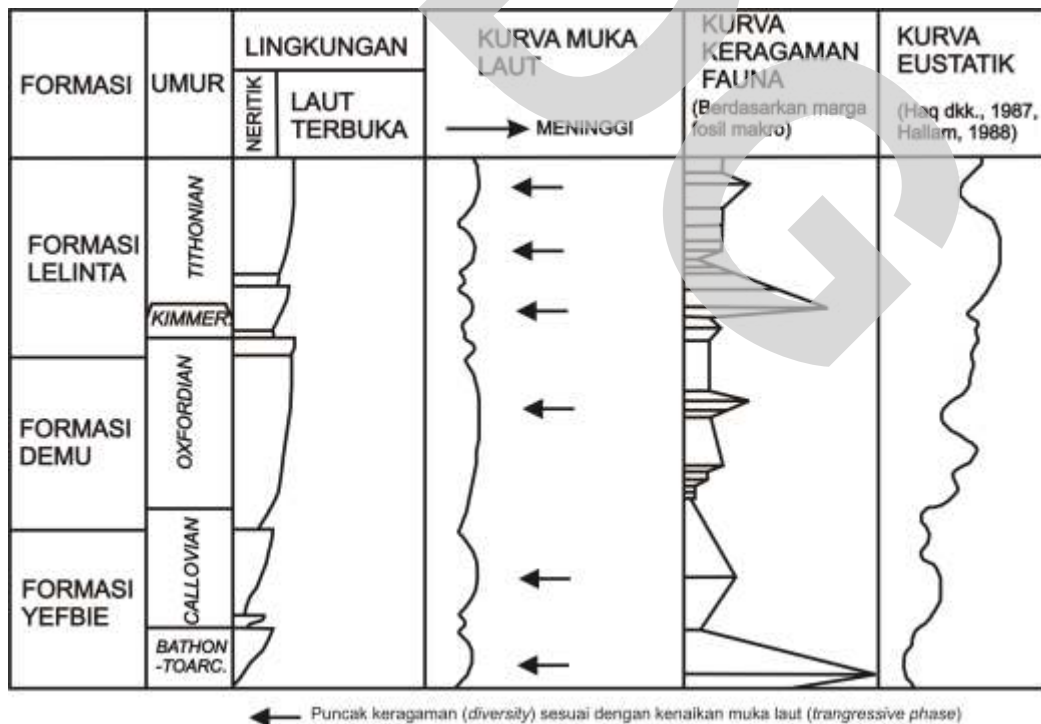 FORMASI
UMUR
LINGKUNGAN
NERITIK
LAUT
TERBUKA
KURVA MUKA
LAUT
MENINGGI
KURVA
KERAGAMAN
FAUNA
(Berdasarkan marga
fosil makro)
KURVA
EUSTATIK
(Haq dkk., 1987,
Hallam, 1988)
FORMASI
LELINTA
FORMASI
DEMU
FORMASI
YEFBIE
TITHONIAN
KIMMER.
OXFORDIAN
CALLOVIAN
BATHON
-TOARC.
Puncak keragaman (diversity) sesuai dengan kenaikan muka laut (trangressive phase)